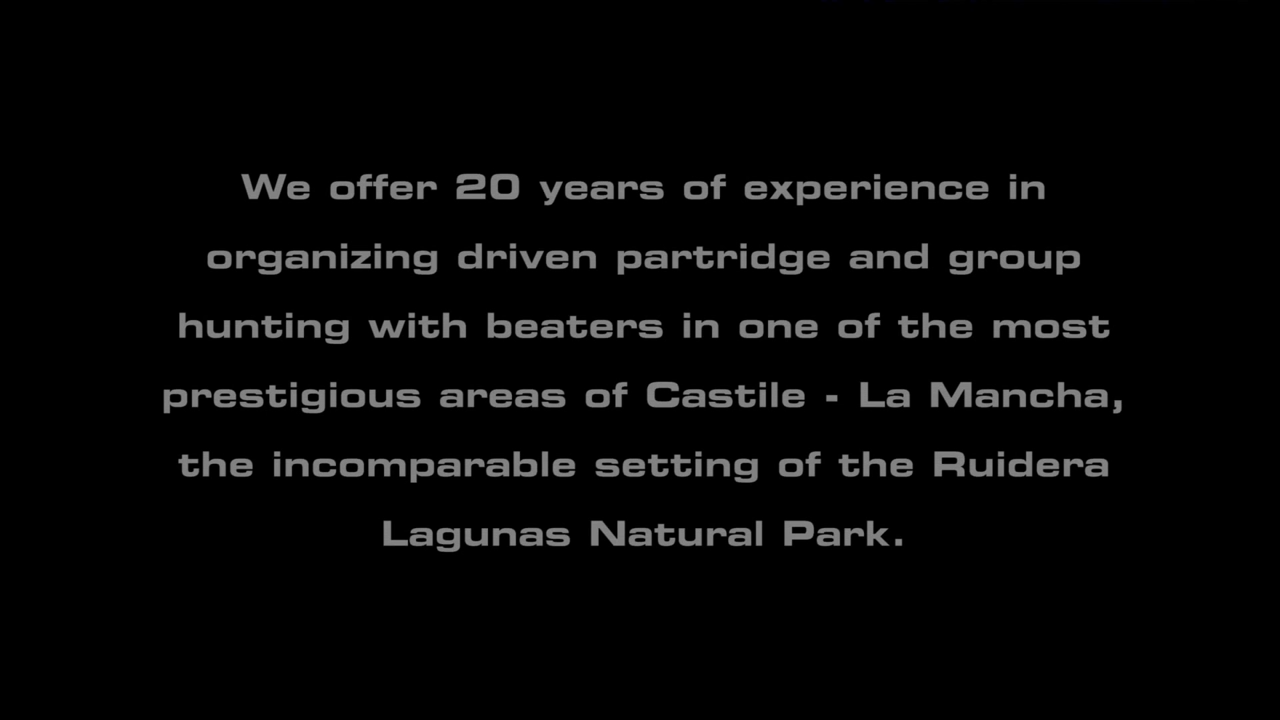 We offer 20 years of experience in
organizing driven partridge and group
hunting with beaters in one of the most
prestigious areas of Castile - La Mancha,
the incomparable setting of the Ruidera
Lagunas Natural Park.